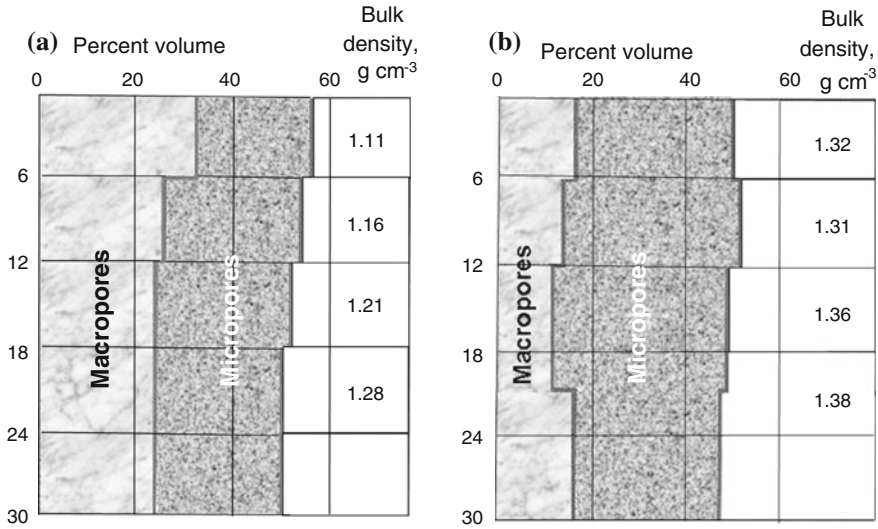 (a) Percent volume
Bulk
density,
g cm-3
0 20 40 60
6
12
18
24
30
Macropores
Micropores
1.11
1.16
1.21
1.28
(b) Percent volume
Bulk
density,
g cm-3
0 20 40 60
6
12
18
24
30
Macropores
Micropores
1.32
1.31
1.36
1.38